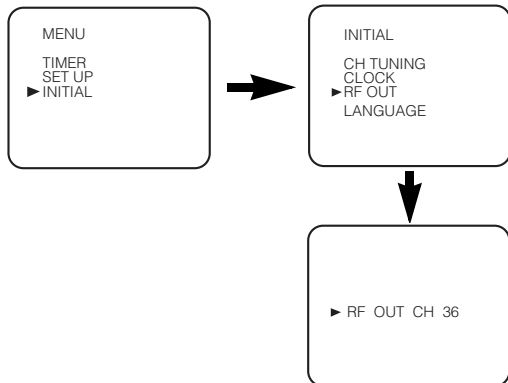 MENU
TIMER
SET UP
►INITIAL
INITIAL
CH TUNING
CLOCK
►RF OUT
LANGUAGE
► RF OUT CH 36